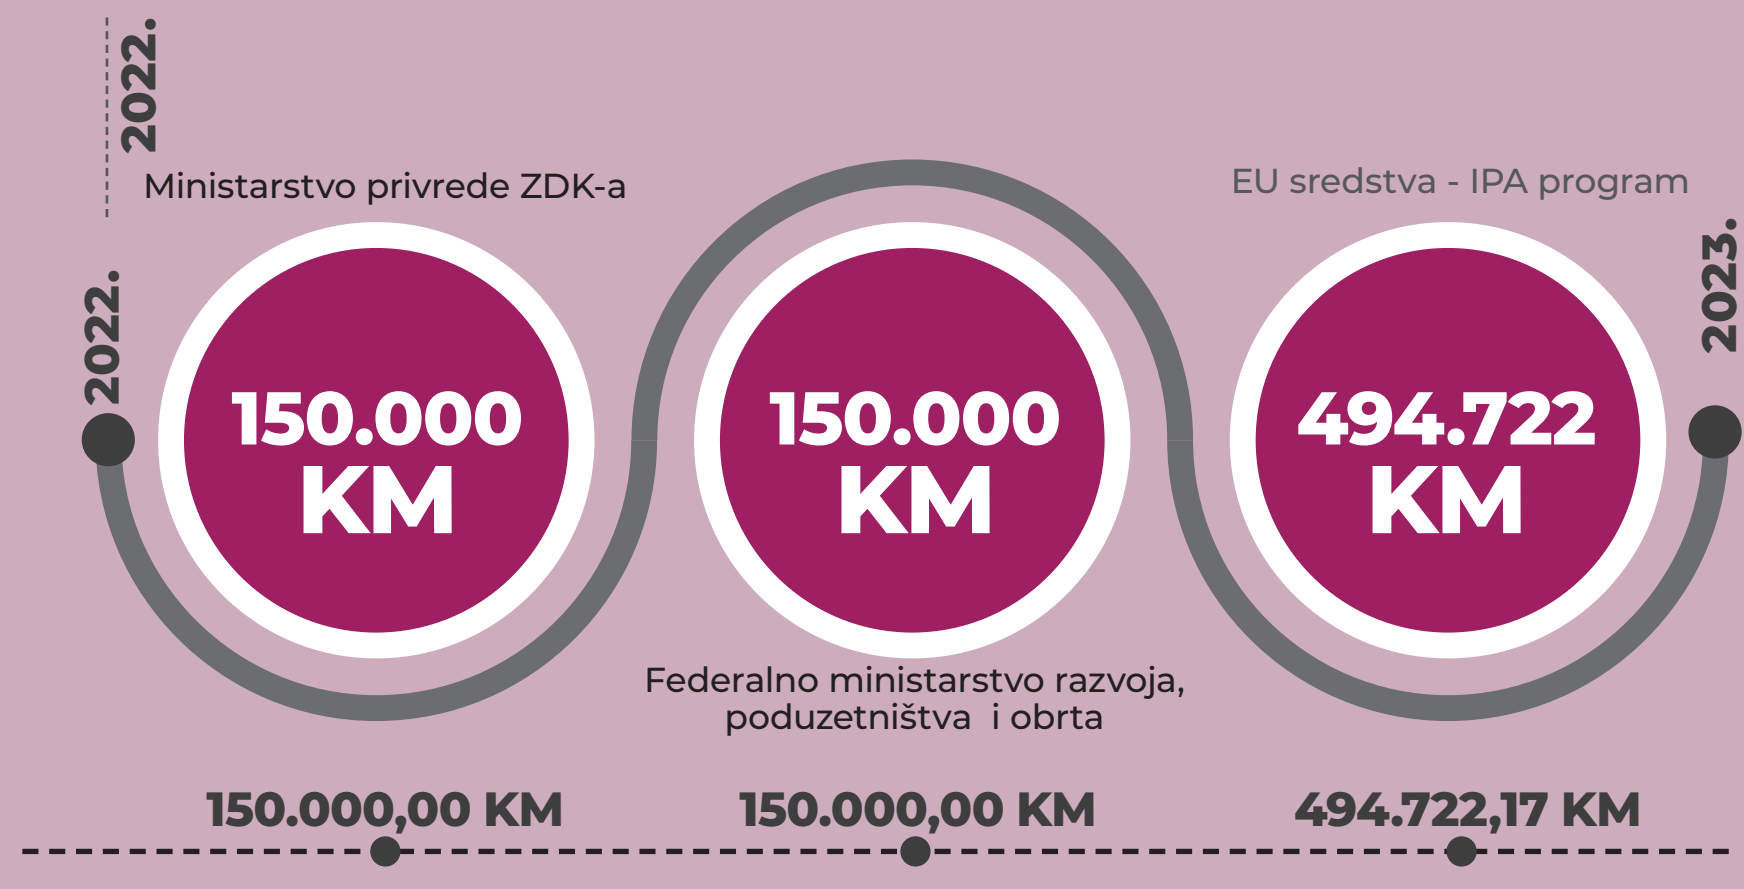 2022.
Ministarstvo privrede ZDK-a
EU sredstva - IPA program
2022.
2023.
150.000
KM
150.000
KM
494.722
KM
Federalno ministarstvo razvoja,
poduzetništva i obrta
150.000,00 KM
150.000,00 KM
494.722,17 KM